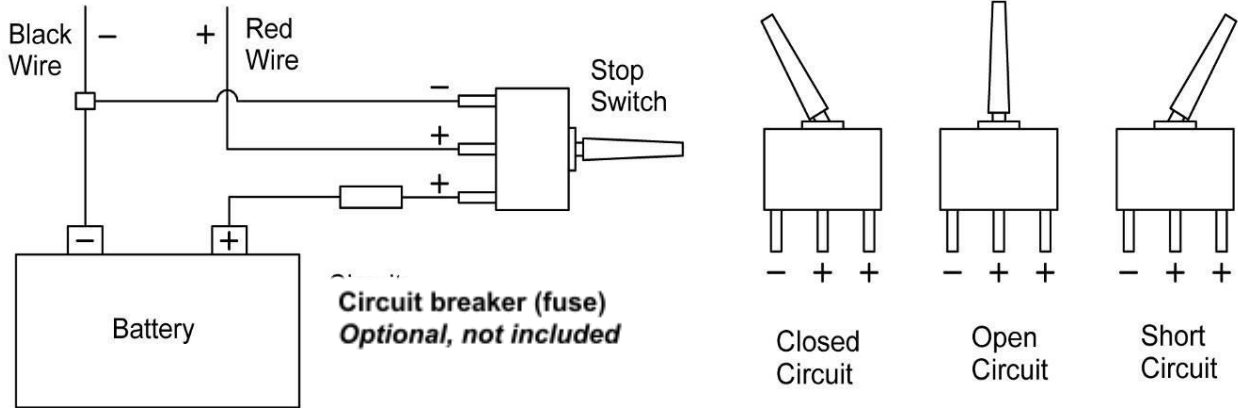 Black
Wire
−
+
Red
Wire
Stop
Switch
−
+
+
−
+
Battery
Circuit breaker (fuse)
Optional, not included
− + +
− + +
− + +
Closed
Circuit
Open
Circuit
Short
Circuit